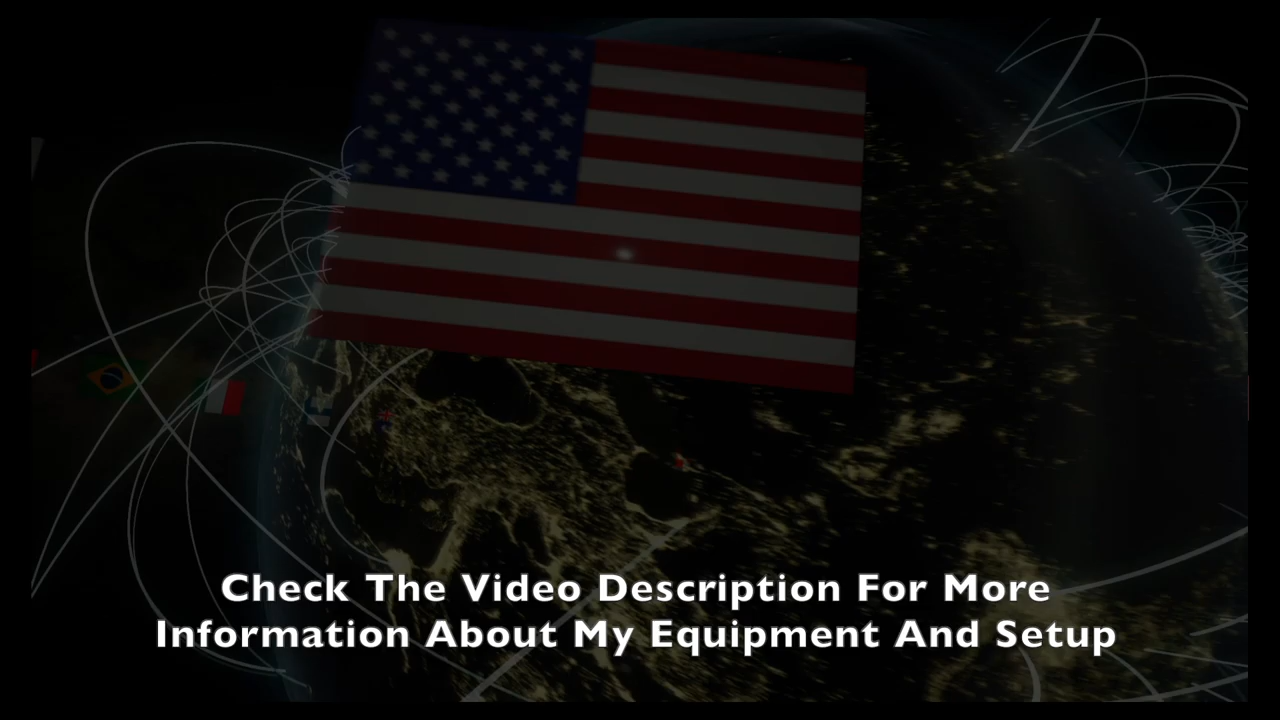 Check The Video Description For More
Information About My Equipment And Setup